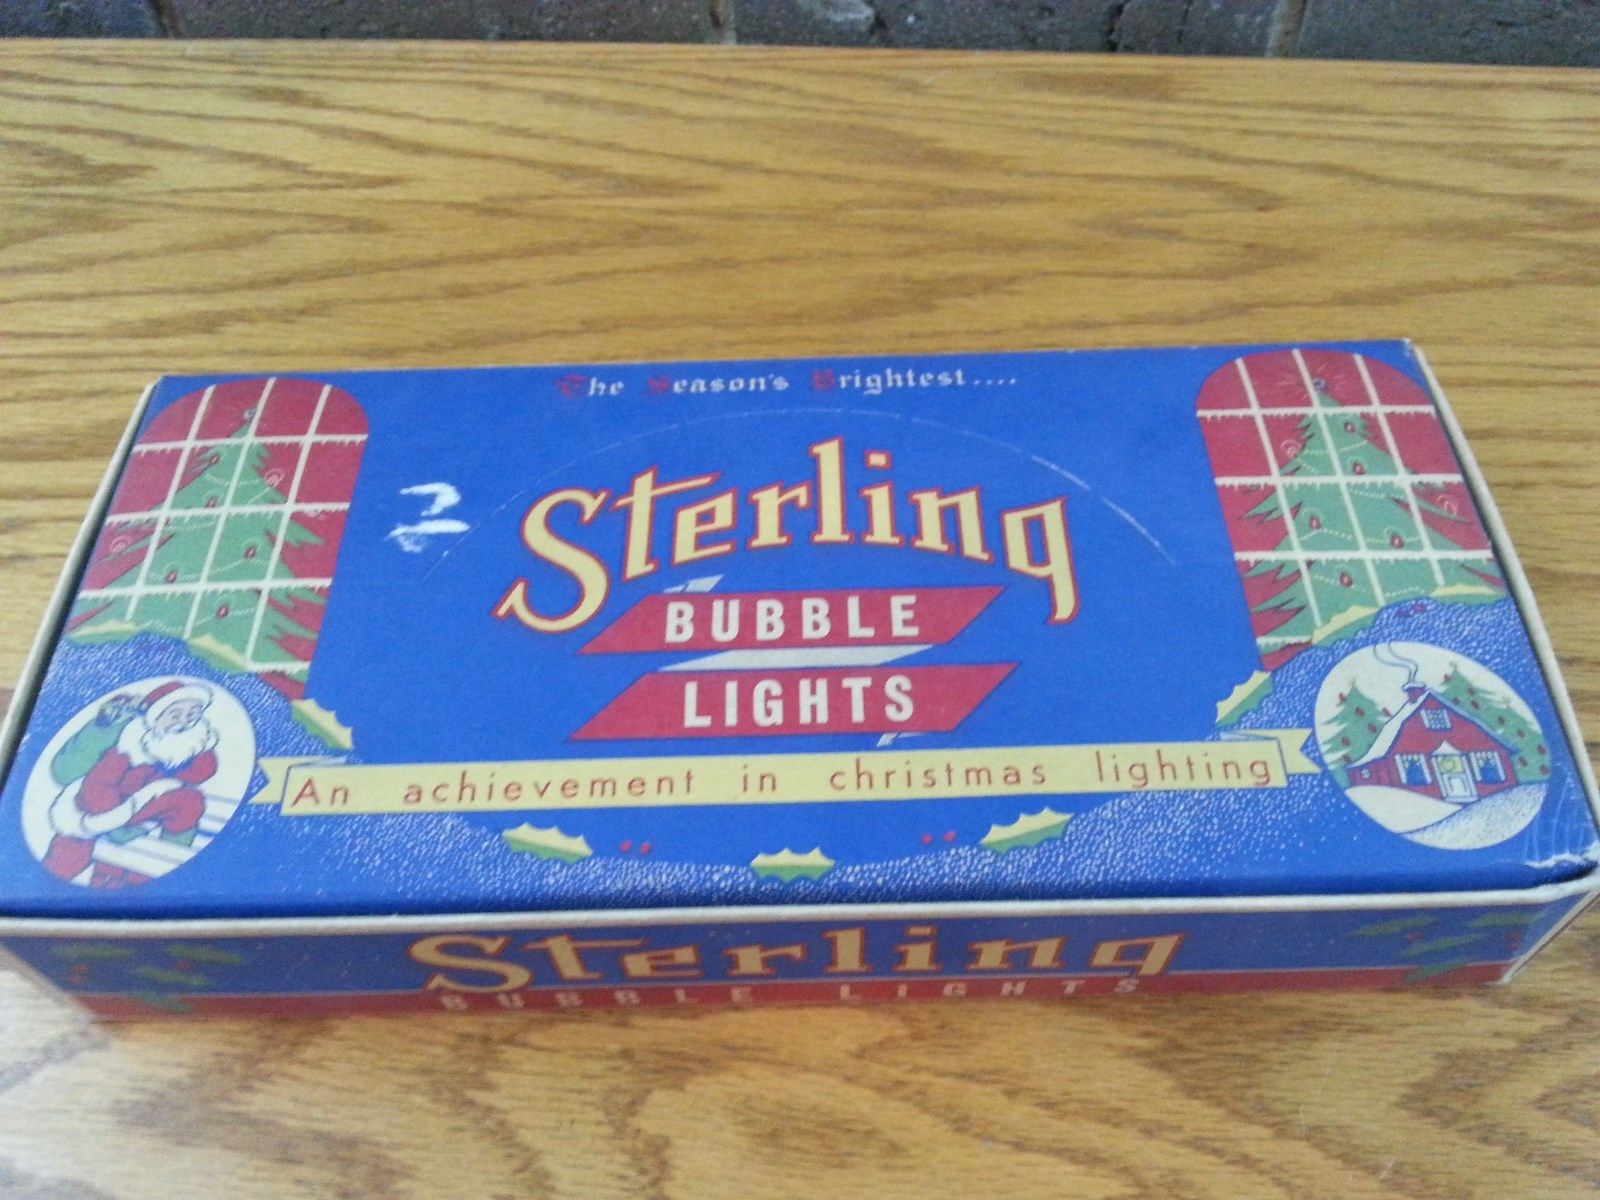 The Season's Brightest....
Sterling
BUBBLE
LIGHTS
An achievement in christmas lighting
Sterling
BUBBLE LIGHTS